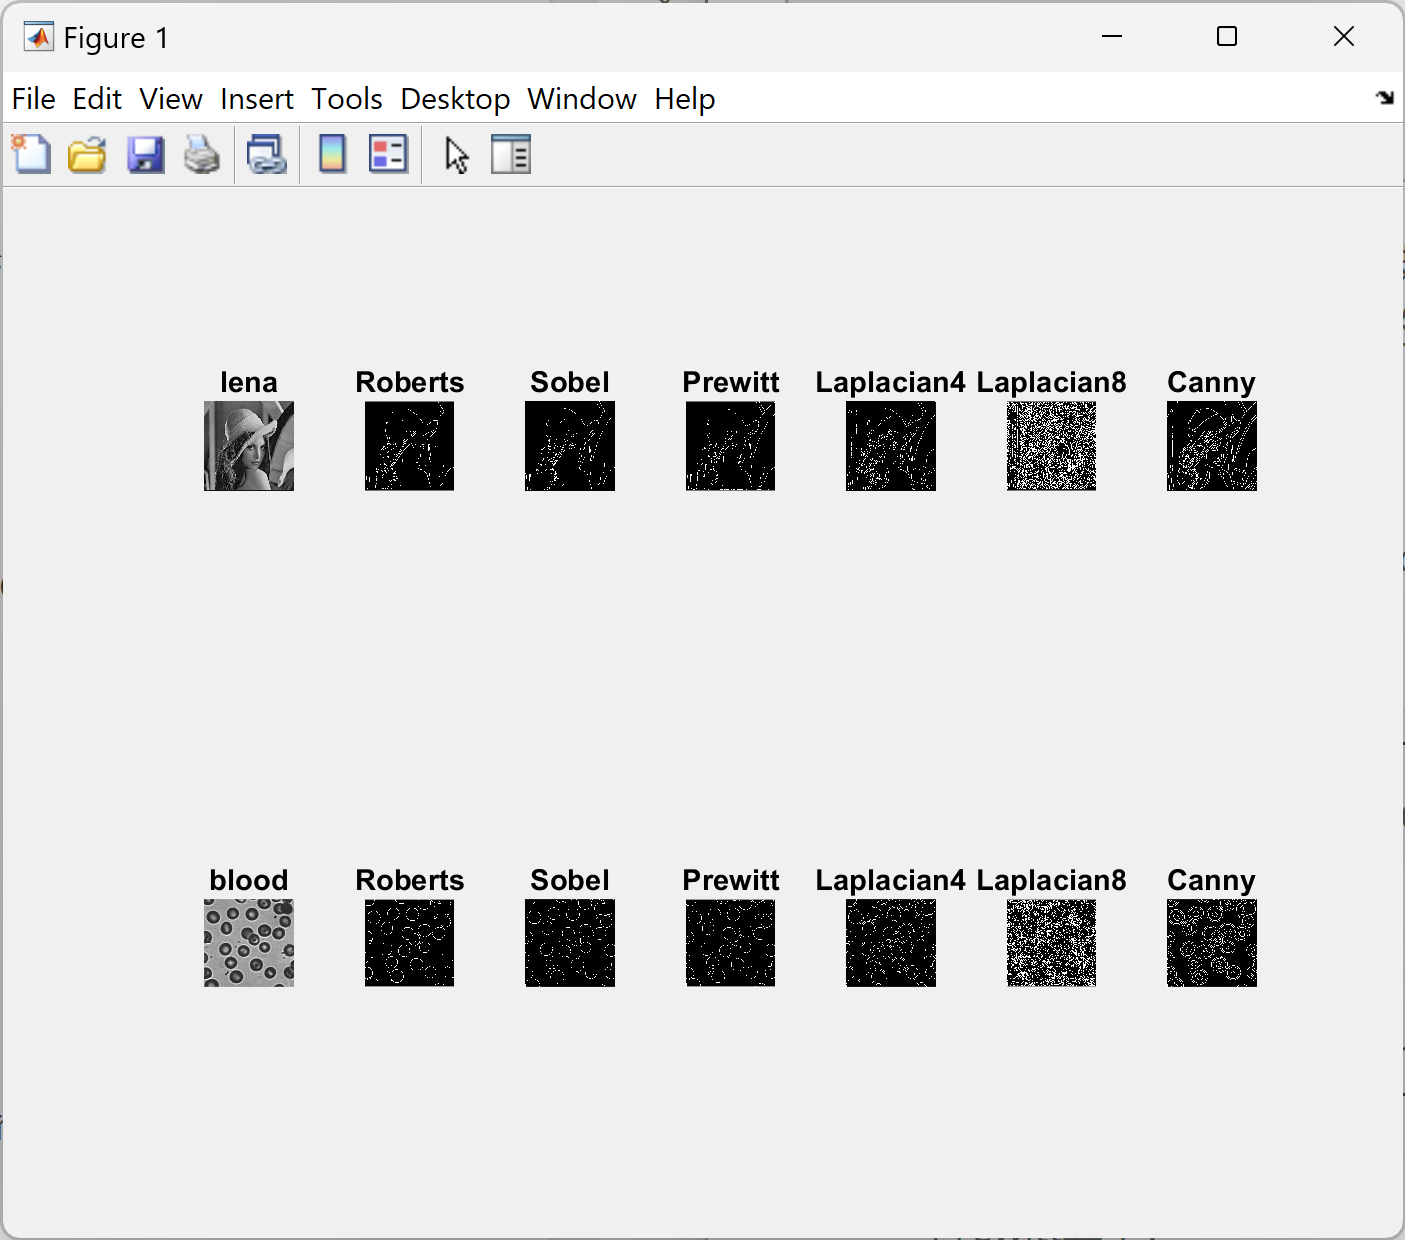 Figure 1
File Edit View Insert Tools Desktop Window Help
lena Roberts Sobel Prewitt Laplacian4 Laplacian8 Canny
blood Roberts Sobel Prewitt Laplacian4 Laplacian8 Canny